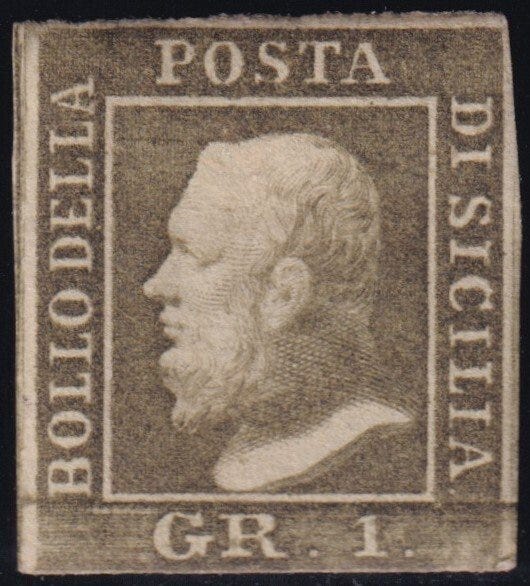 BOLLO DELLA
POSTA
DI SICILIA
GR. 1.